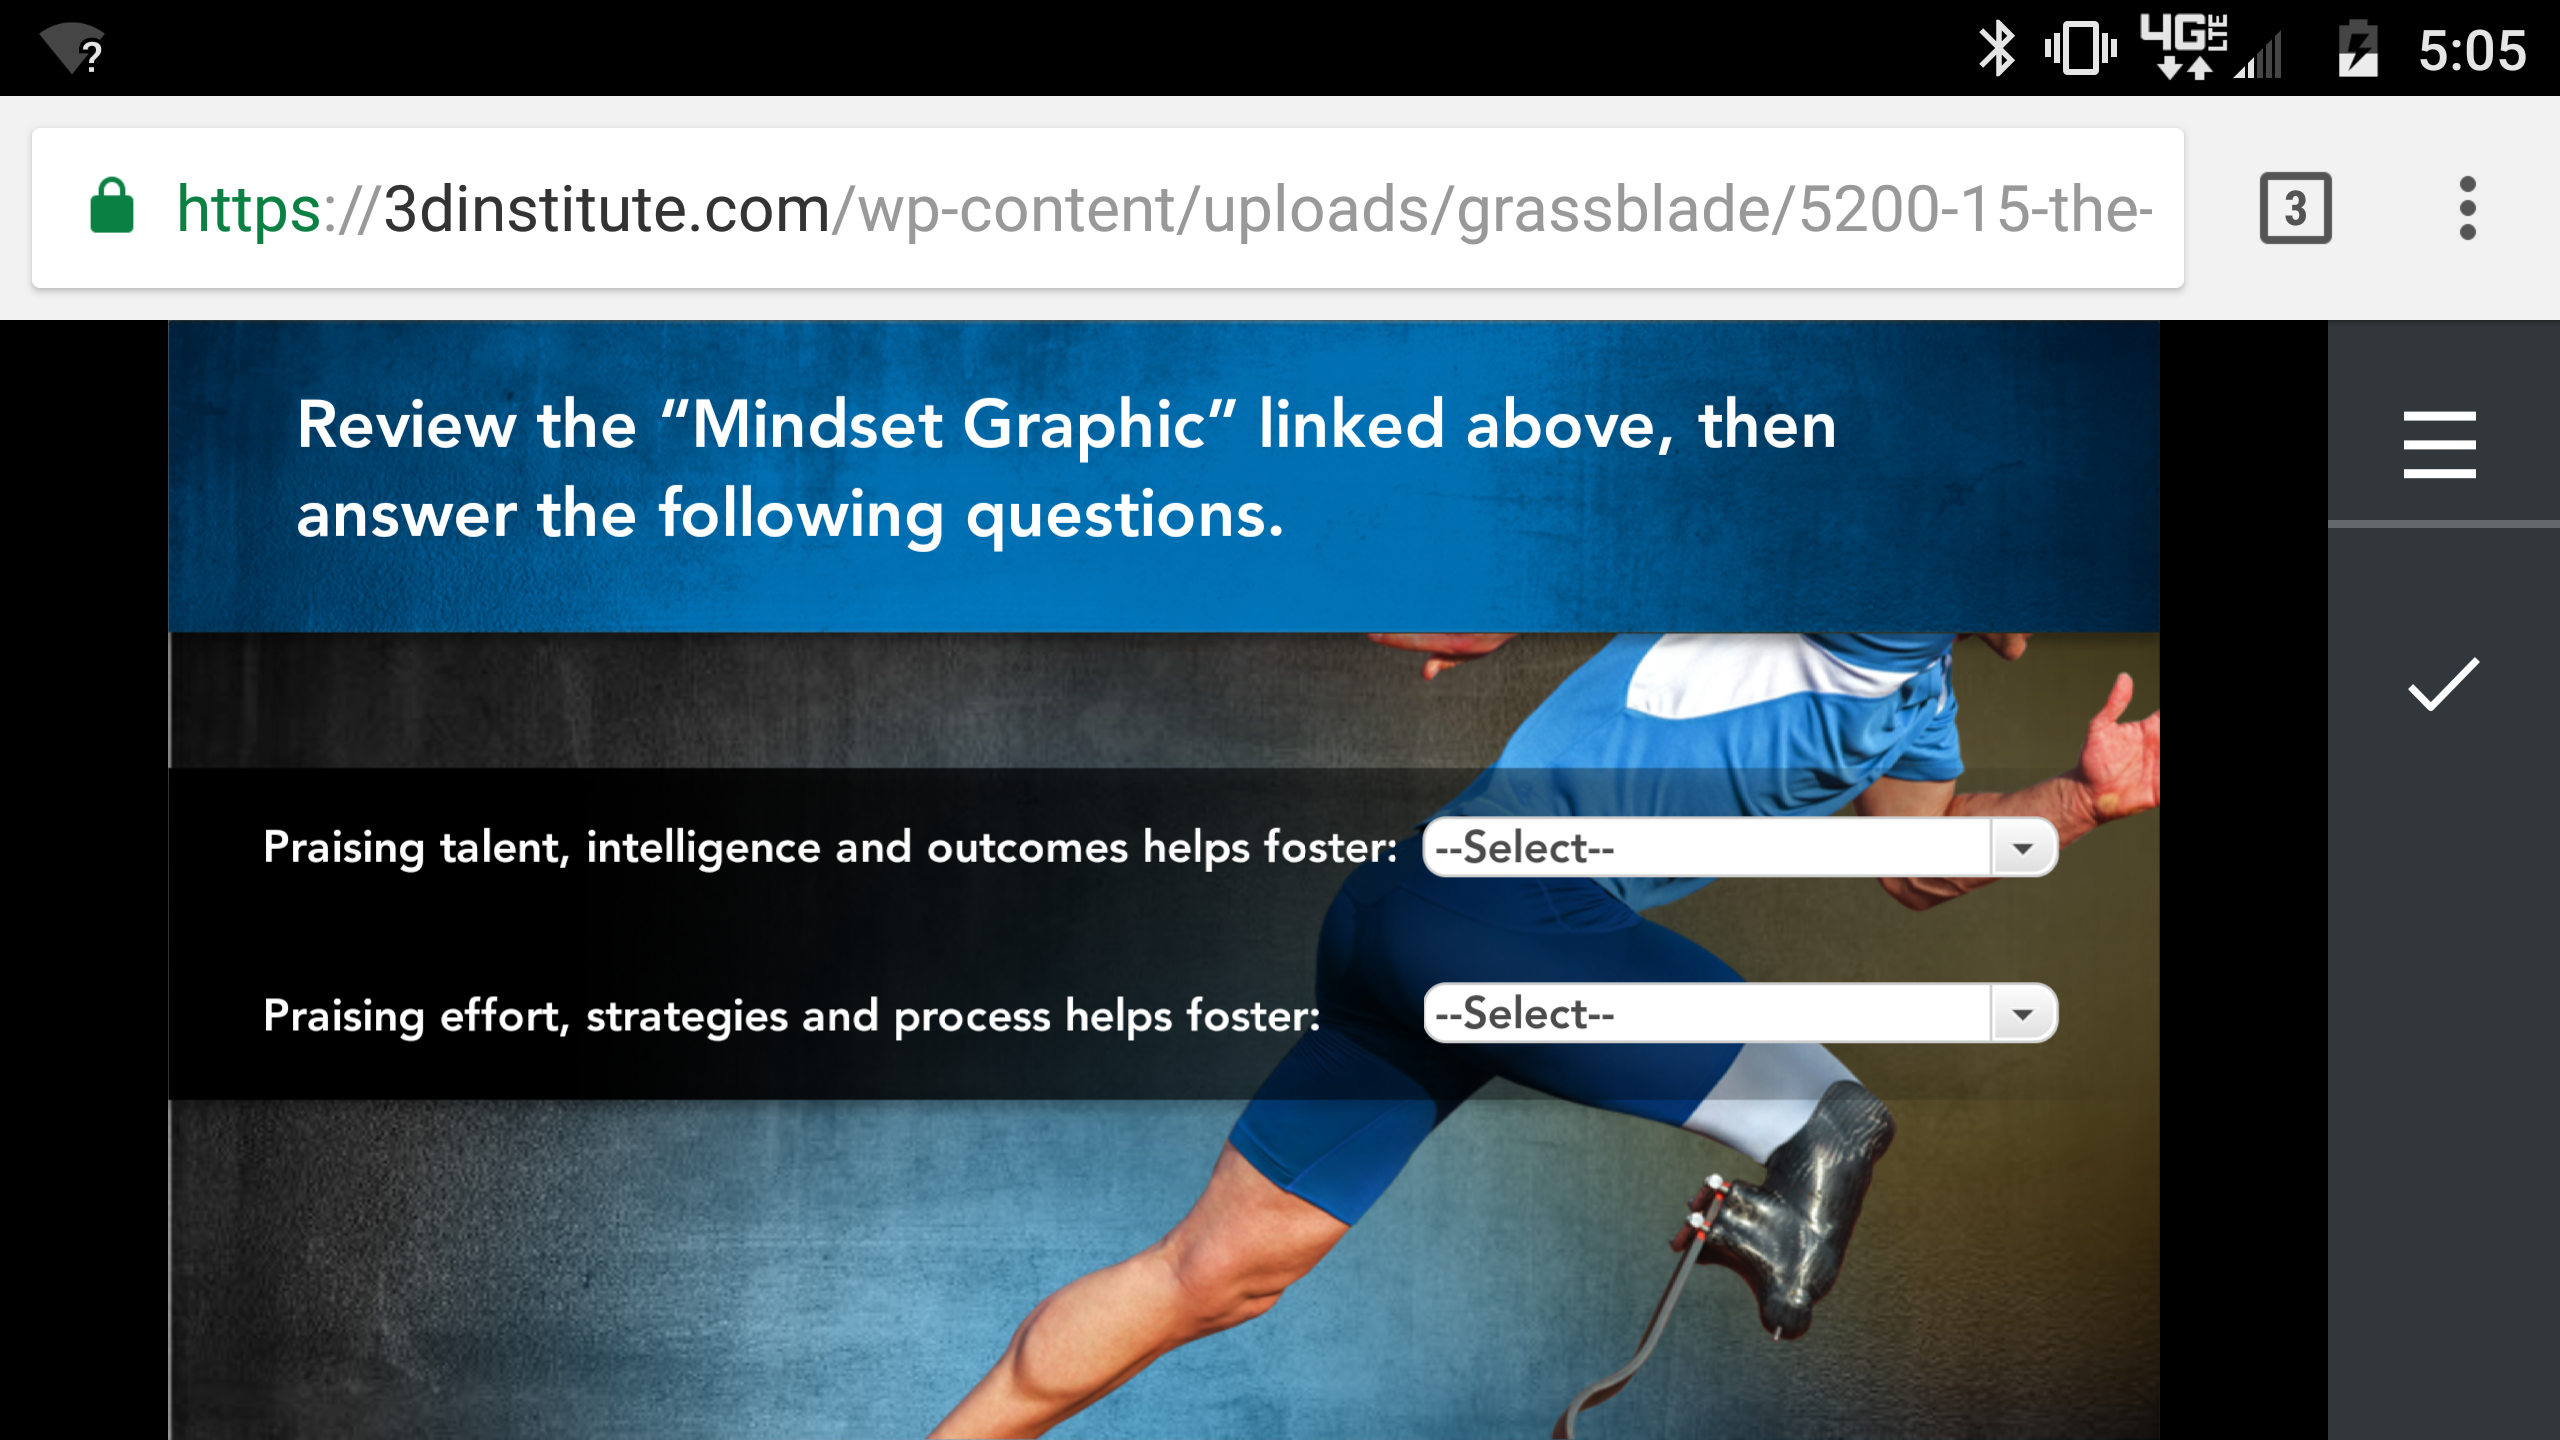 ?
4G LTE
5:05
https://3dinstitute.com/wp-content/uploads/grassblade/5200-15-the-
3
Review the “Mindset Graphic” linked above, then
answer the following questions.
Praising talent, intelligence and outcomes helps foster:
--Select--
Praising effort, strategies and process helps foster:
--Select--